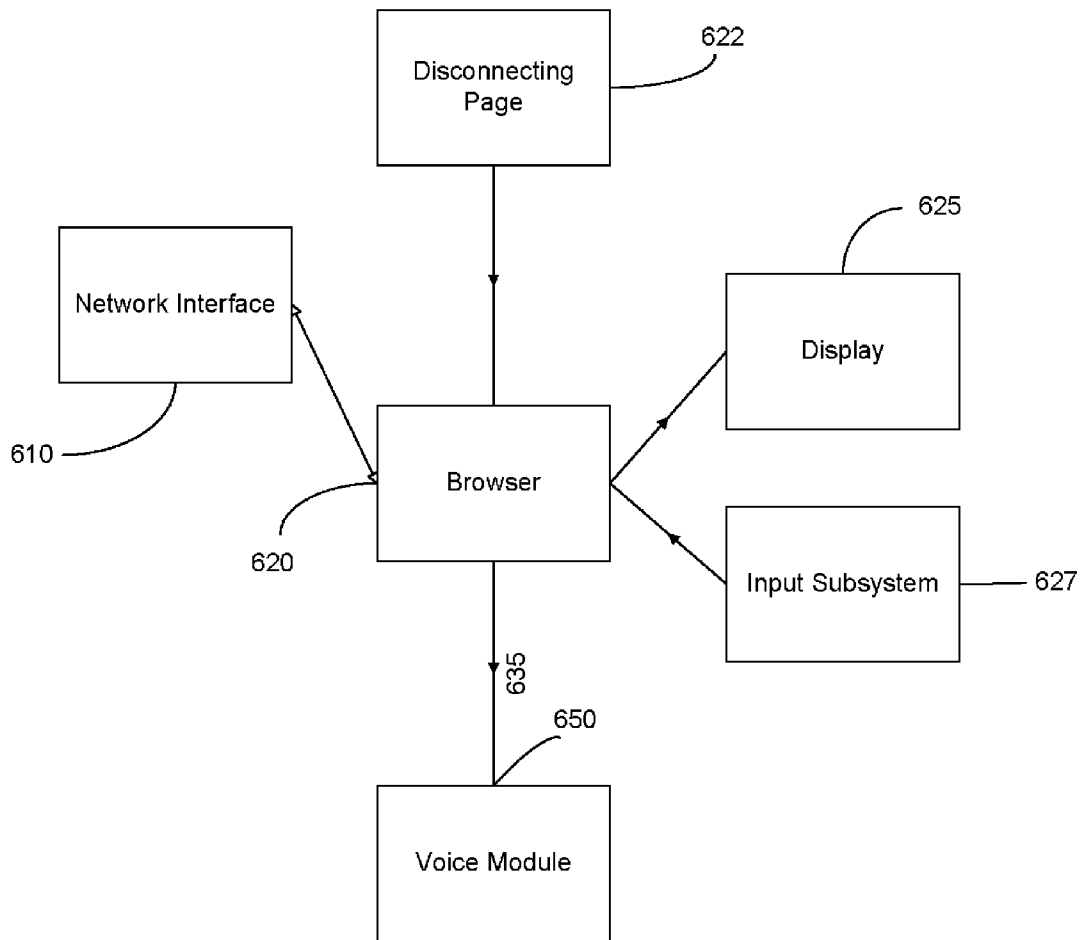 622
Disconnecting
Page
625
Network Interface
Display
610
Browser
620
Input Subsystem
627
635
650
Voice Module